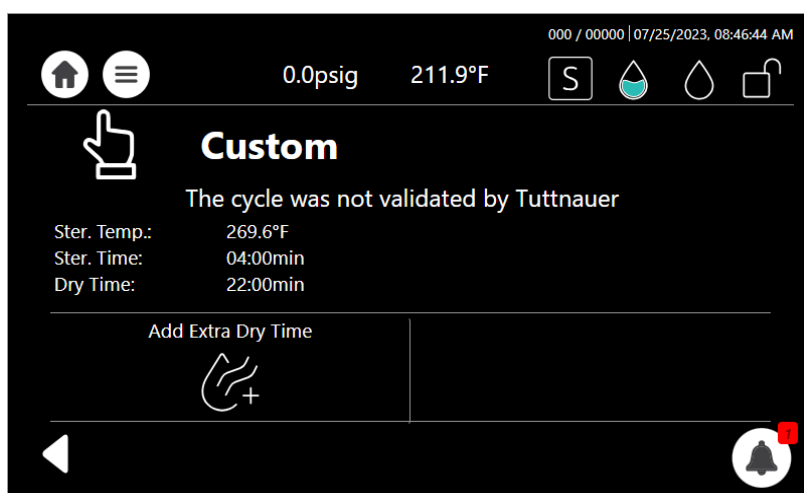 000 / 00000 | 07/25/2023, 08:46:44 AM
0.0psig 211.9°F S
Custom
The cycle was not validated by Tuttnauer
Ster. Temp.: 269.6°F
Ster. Time: 04:00min
Dry Time: 22:00min
Add Extra Dry Time
1